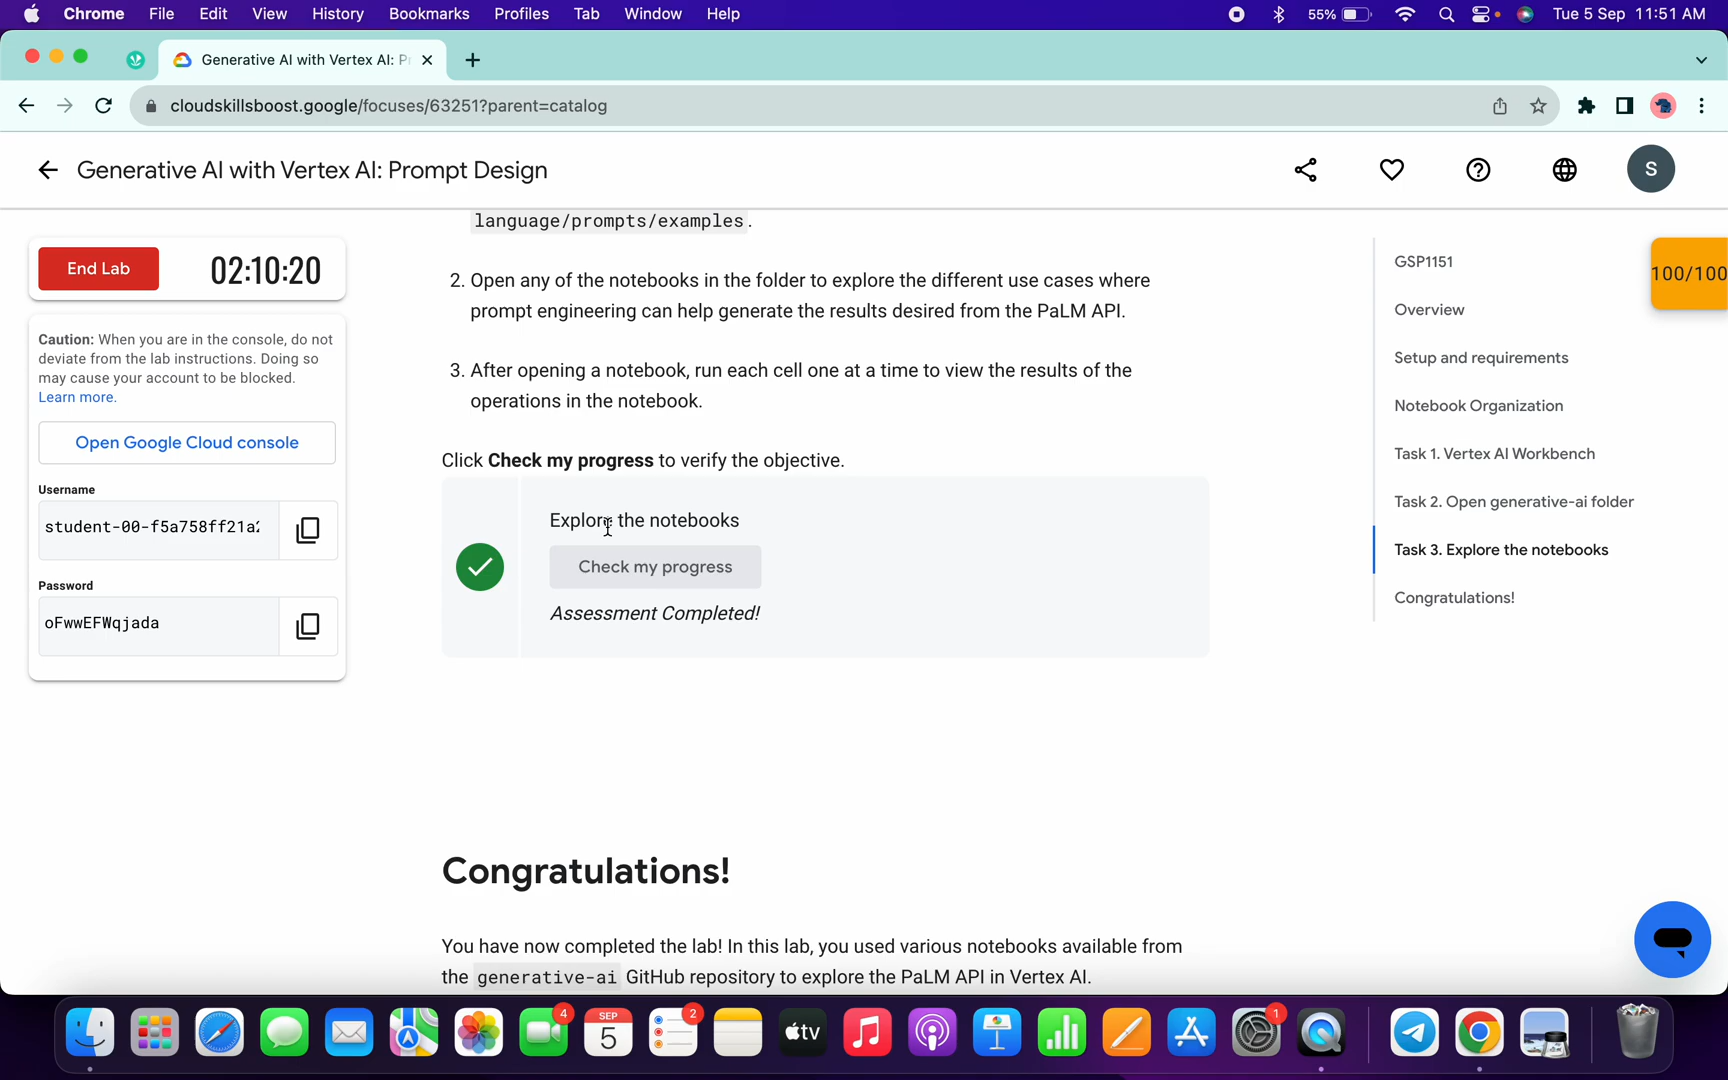 Chrome File Edit View History Bookmarks Profiles Tab Window Help 55% Tue 5 Sep 11:51 AM
Generative AI with Vertex AI: P
cloudskillsboost.google/focuses/63251?parent=catalog
Generative AI with Vertex AI: Prompt Design
S
End Lab
02:10:20
Caution: When you are in the console, do not
deviate from the lab instructions. Doing so
may cause your account to be blocked.
Learn more.
Open Google Cloud console
Username
student-00-f5a758ff21a2
Password
oFwwEFWqjada
language/prompts/examples.
2. Open any of the notebooks in the folder to explore the different use cases where
prompt engineering can help generate the results desired from the PaLM API.
3. After opening a notebook, run each cell one at a time to view the results of the
operations in the notebook.
Click Check my progress to verify the objective.
Explore the notebooks
Check my progress
Assessment Completed!
Congratulations!
You have now completed the lab! In this lab, you used various notebooks available from
the generative-ai GitHub repository to explore the PaLM API in Vertex AI.
GSP1151
Overview
Setup and requirements
Notebook Organization
Task 1. Vertex AI Workbench
Task 2. Open generative-ai folder
Task 3. Explore the notebooks
Congratulations!
100/100
4
SEP
5
2
tv
1